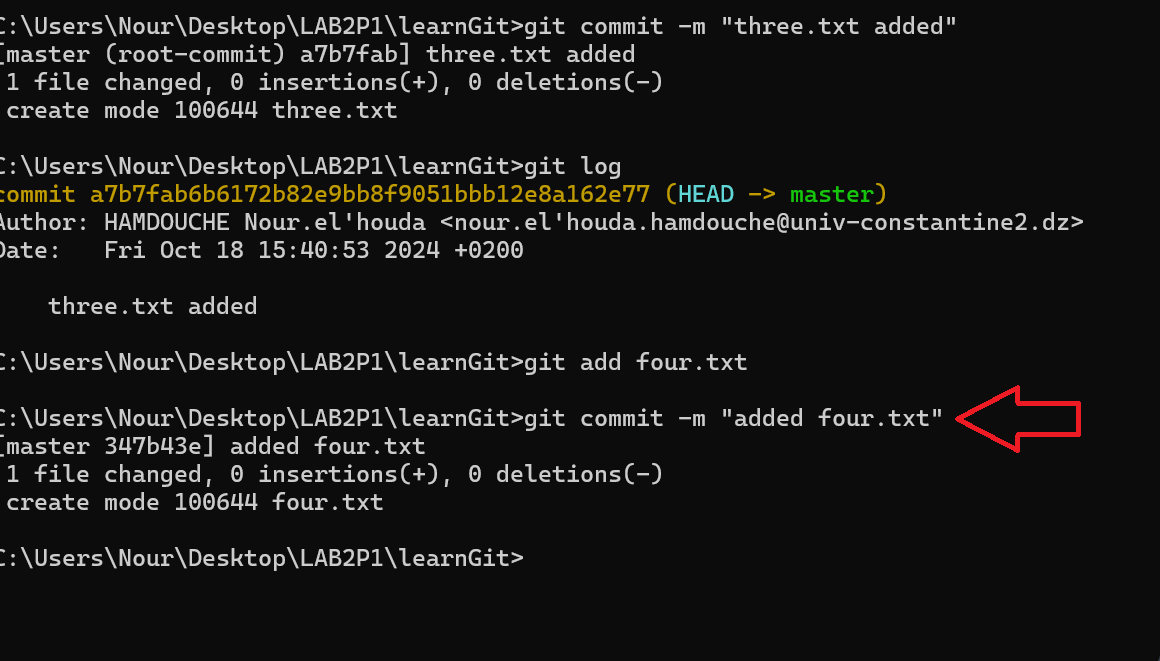 C:\Users\Nour\Desktop\LAB2P1\learnGit>git commit -m "three.txt added"
[master (root-commit) a7b7fab] three.txt added
 1 file changed, 0 insertions(+), 0 deletions(-)
 create mode 100644 three.txt
C:\Users\Nour\Desktop\LAB2P1\learnGit>git log
commit a7b7fab6b6172b82e9bb8f9051bbb12e8a162e77 (HEAD -> master)
Author: HAMDOUCHE Nour.el'houda <nour.el'houda.hamdouche@univ-constantine2.dz>
Date:   Fri Oct 18 15:40:53 2024 +0200
    three.txt added
C:\Users\Nour\Desktop\LAB2P1\learnGit>git add four.txt
C:\Users\Nour\Desktop\LAB2P1\learnGit>git commit -m "added four.txt"
[master 347b43e] added four.txt
 1 file changed, 0 insertions(+), 0 deletions(-)
 create mode 100644 four.txt
C:\Users\Nour\Desktop\LAB2P1\learnGit>